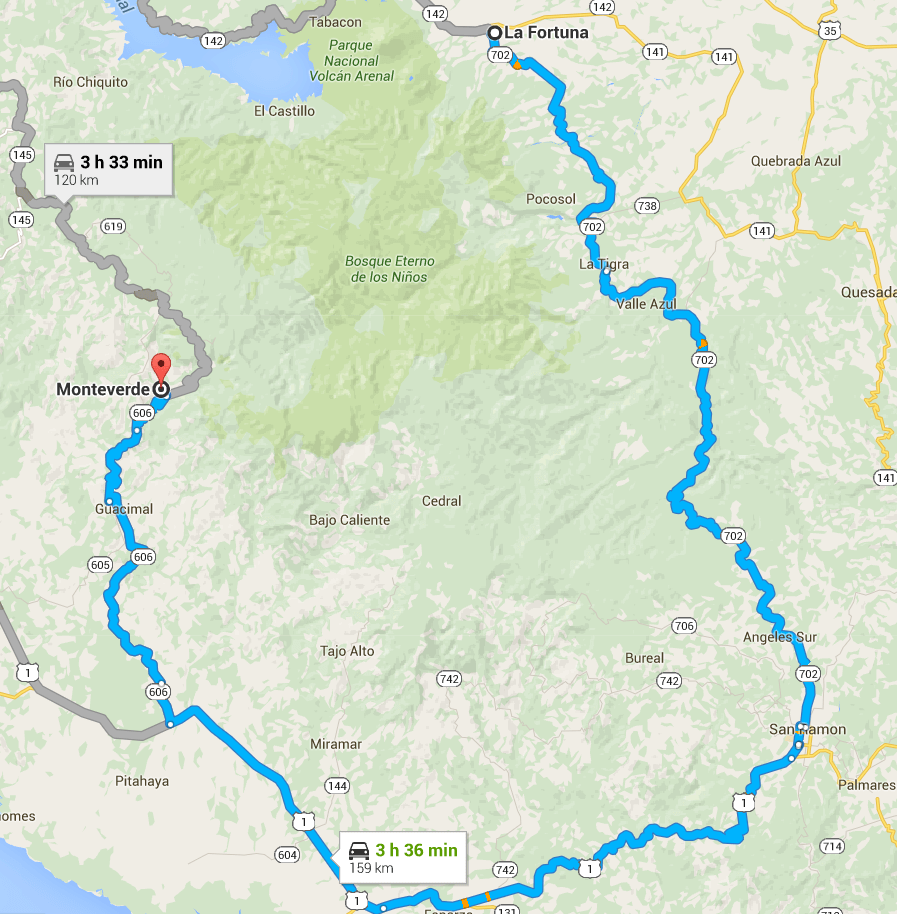 Tabacon
142
142
La Fortuna
142
35
702
141
141
142
Parque
Nacional
Volcán Arenal
Río Chiquito
El Castillo
145
3 h 33 min
120 km
Quebrada Azul
Pocosol
738
145
619
702
141
Bosque Eterno
de los Niños
La Tigra
Valle Azul
Quesada
702
Monteverde
606
141
Cedral
Guacimal
Bajo Caliente
702
606
605
706
Angeles Sur
Tajo Alto
Bureal
1
742
742
702
606
San Ramon
Miramar
Pitahaya
144
Palmares
1
omes
1
604
714
3 h 36 min
159 km
742
1
1
131